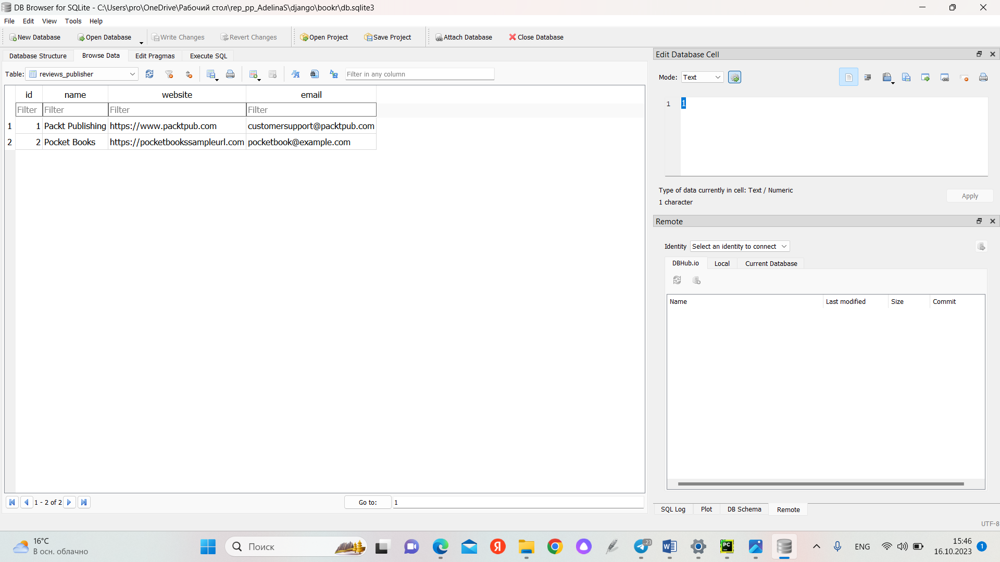 DB Browser for SQLite - C:\Users\pro\OneDrive\Рабочий стол\rep_pp_AdelinaS\django\bookr\db.sqlite3
File Edit View Tools Help
New Database Open Database Write Changes Revert Changes Open Project Save Project Attach Database Close Database
Database Structure Browse Data Edit Pragmas Execute SQL
Table: reviews_publisher Filter in any column
id name website email
Filter Filter Filter Filter
1 1 Packt Publishing https://www.packtpub.com customersupport@packtpub.com
2 2 Pocket Books https://pocketbookssampleurl.com pocketbook@example.com
1 - 2 of 2 Go to: 1
Edit Database Cell
Mode: Text
1 1
Type of data currently in cell: Text / Numeric
1 character
Apply
Remote
Identity Select an identity to connect
DBHub.io Local Current Database
Name Last modified Size Commit
SQL Log Plot DB Schema Remote
UTF-8
16°C
В осн. облачно
Поиск
Я
..23
W
PC
ENG
15:46
16.10.2023
1